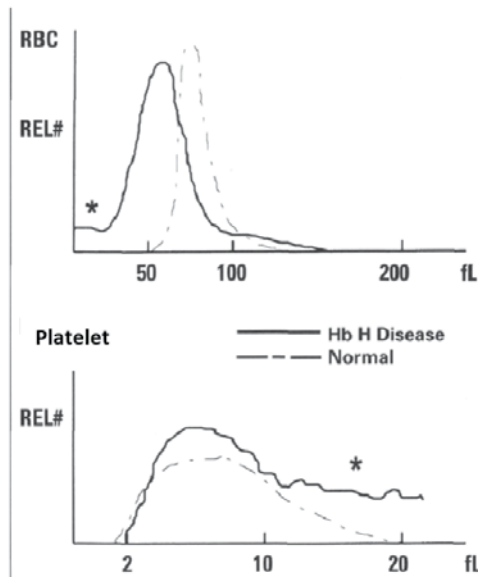 RBC
REL#
*
50 100 200 fL
Platelet
Hb H Disease
Normal
REL#
*
2 10 20 fL